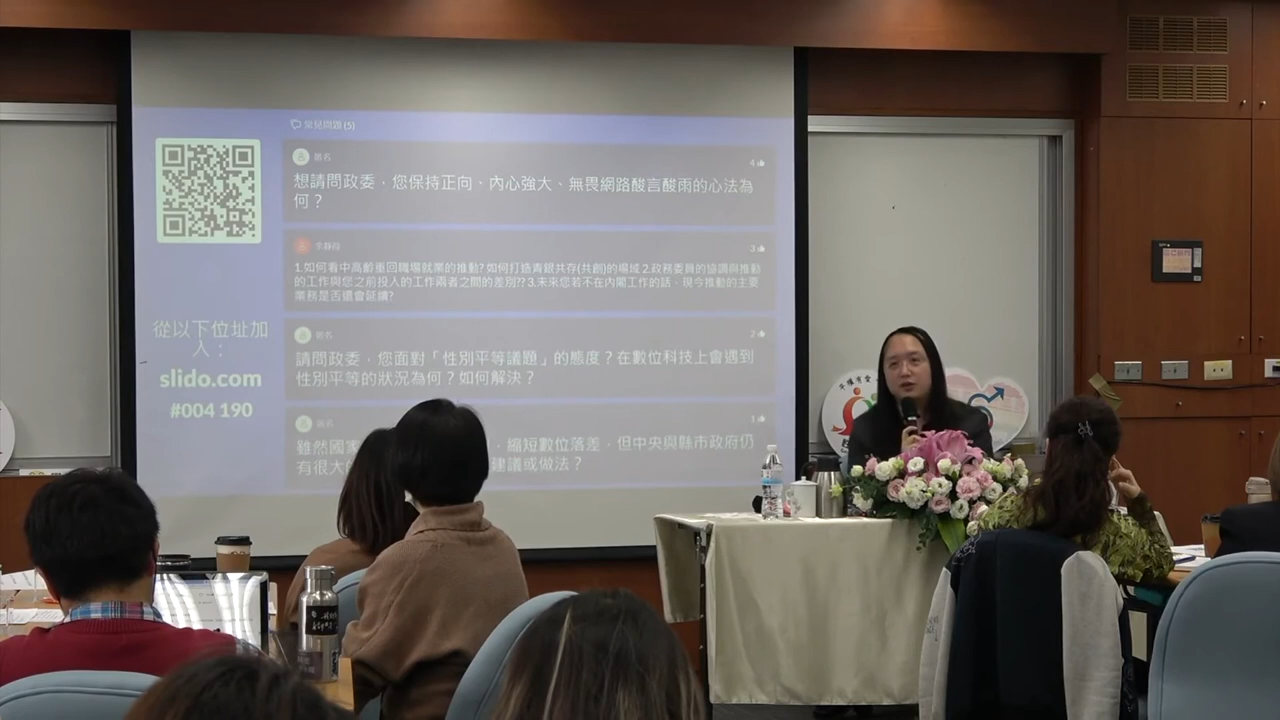 常見問題 (5)
匿名
4
想請問政委，您保持正向、內心強大、無畏網路酸言酸雨的心法為
何？
3
1.如何看中高齡重回職場就業的推動? 如何打造青銀共存(共創)的場域 2.政務委員的協調與推動
的工作與您之前投入的工作兩者之間的差別?? 3.未來您若不在內閣工作的話，現今推動的主要
業務是否還會延續?
匿名
2
請問政委，您面對「性別平等議題」的態度？在數位科技上會遇到
性別平等的狀況為何？如何解決？
匿名
1
雖然國家 ，縮短數位落差，但中央與縣市政府仍
有很大的 建議或做法？
從以下位址加
入：
slido.com
#004 190